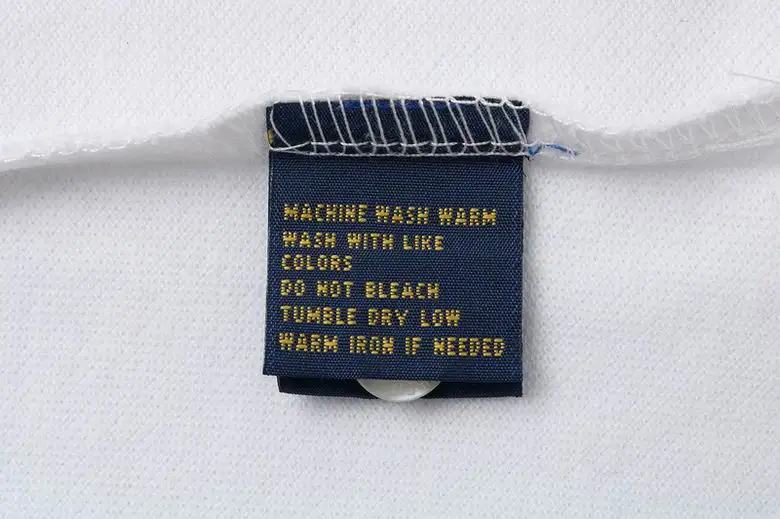 MACHINE WASH WARM
WASH WITH LIKE
COLORS
DO NOT BLEACH
TUMBLE DRY LOW
WARM IRON IF NEEDED